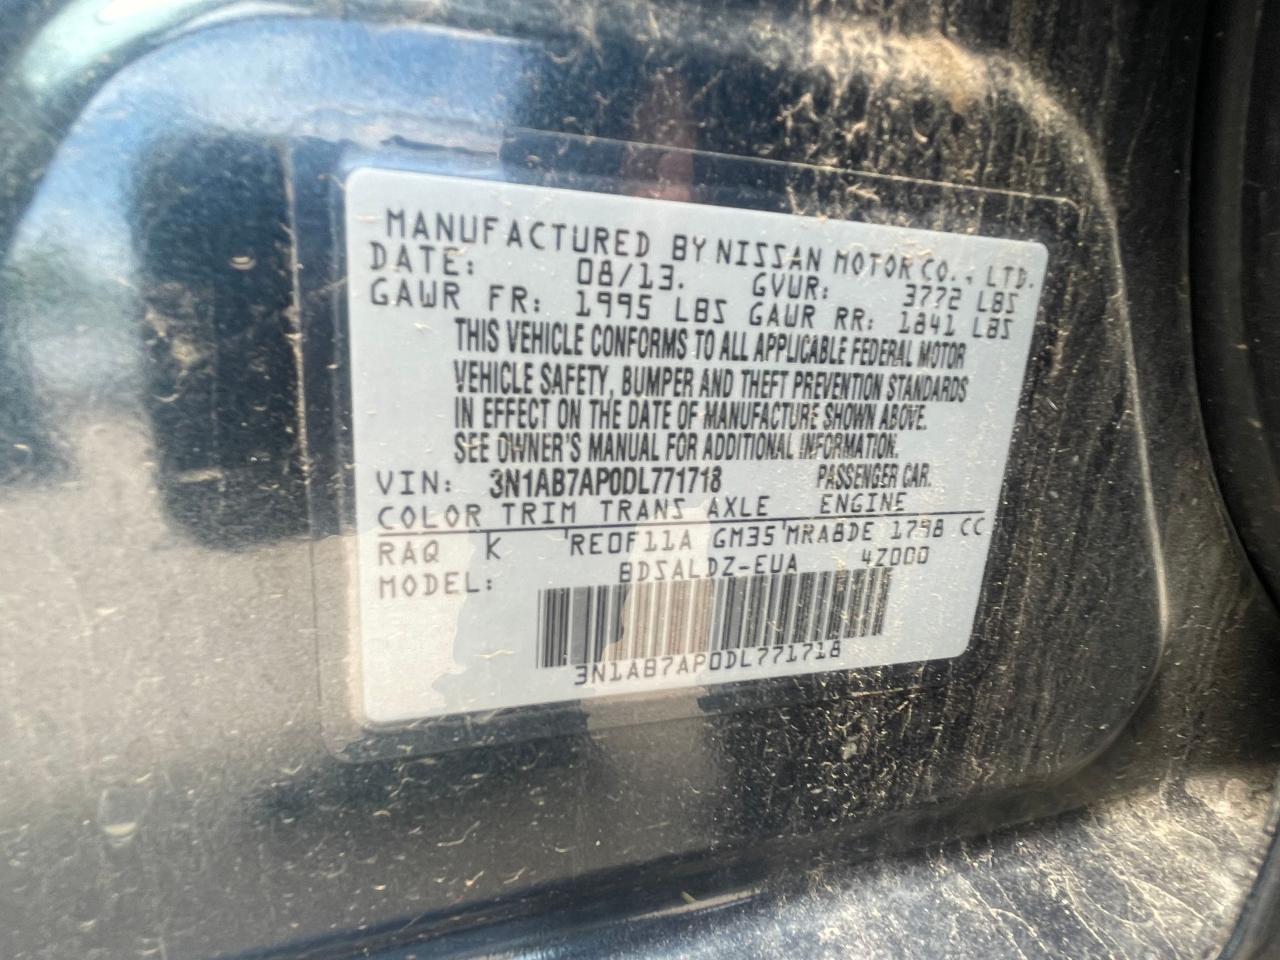 MANUFACTURED BY NISSAN MOTOR CO., LTD.
DATE: 08/13. GVWR: 3772 LBS
GAWR FR: 1995 LBS GAWR RR: 1841 LBS
THIS VEHICLE CONFORMS TO ALL APPLICABLE FEDERAL MOTOR
VEHICLE SAFETY, BUMPER AND THEFT PREVENTION STANDARDS
IN EFFECT ON THE DATE OF MANUFACTURE SHOWN ABOVE.
SEE OWNER'S MANUAL FOR ADDITIONAL INFORMATION.
VIN: 3N1AB7AP0DL771718 PASSENGER CAR.
COLOR TRIM TRANS AXLE ENGINE
RAQ K 'RE0F11A GM35'MRA8DE 1798 CC
MODEL: BDSALDZ-EUA 4Z000
3N1AB7AP0DL771718